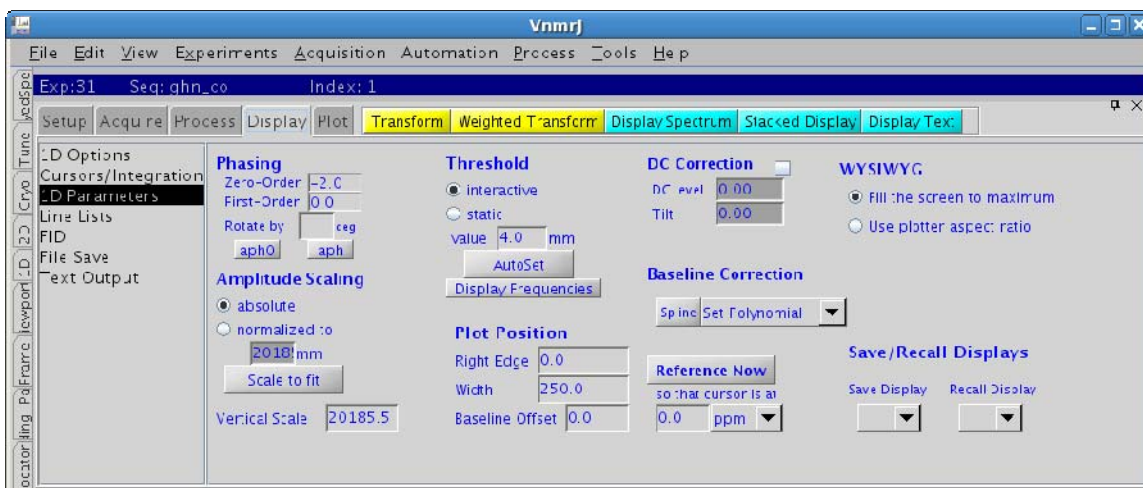 VnmrJ
File Edit View Experiments Acquisition Automation Process Tools Help
Exp:31 Seq: ghn_co Index: 1
Setup Acquire Process Display Plot Transform Weighted Transform Display Spectrum Stacked Display Display Text
Tune
Cryo
2D
1D
Frame
1D Options
Cursors/Integration
1D Parameters
Line Lists
FID
File Save
Text Output
Phasing
Zero-Order -2.0
First-Order 0.0
Rotate by deg
aph0 aph
Amplitude Scaling
absolute
normalized to
2018 mm
Scale to fit
Vertical Scale 20185.5
Threshold
interactive
static
value 4.0 mm
AutoSet
Display Frequencies
Plot Position
Right Edge 0.0
Width 250.0
Baseline Offset 0.0
DC Correction
DC Level 0.00
Tilt 0.00
Baseline Correction
Spline Set Polynomial
Reference Now
so that cursor is at
0.0 ppm
WYSIWYG
Fill the screen to maximum
Use plotter aspect ratio
Save/Recall Displays
Save Display Recall Display